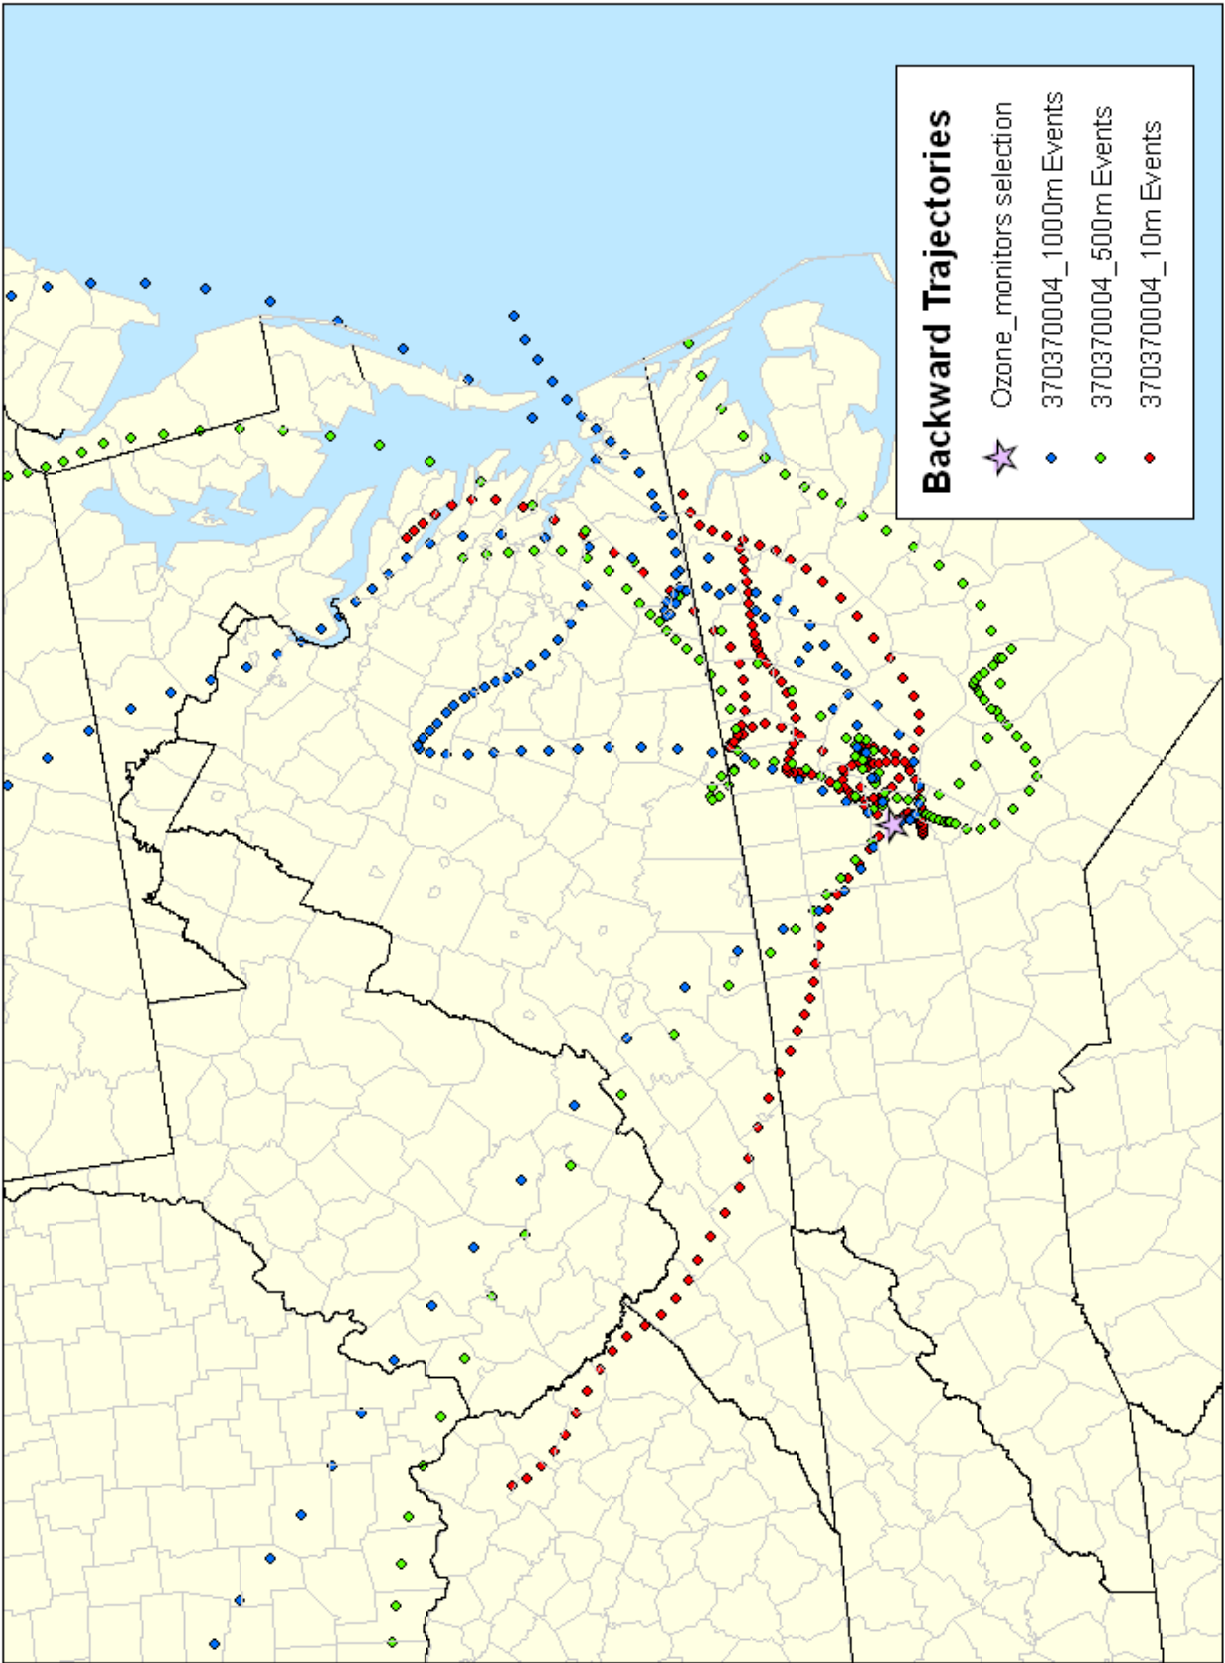 Backward Trajectories
Ozone_monitors selection
370370004_1000m Events
370370004_500m Events
370370004_10m Events